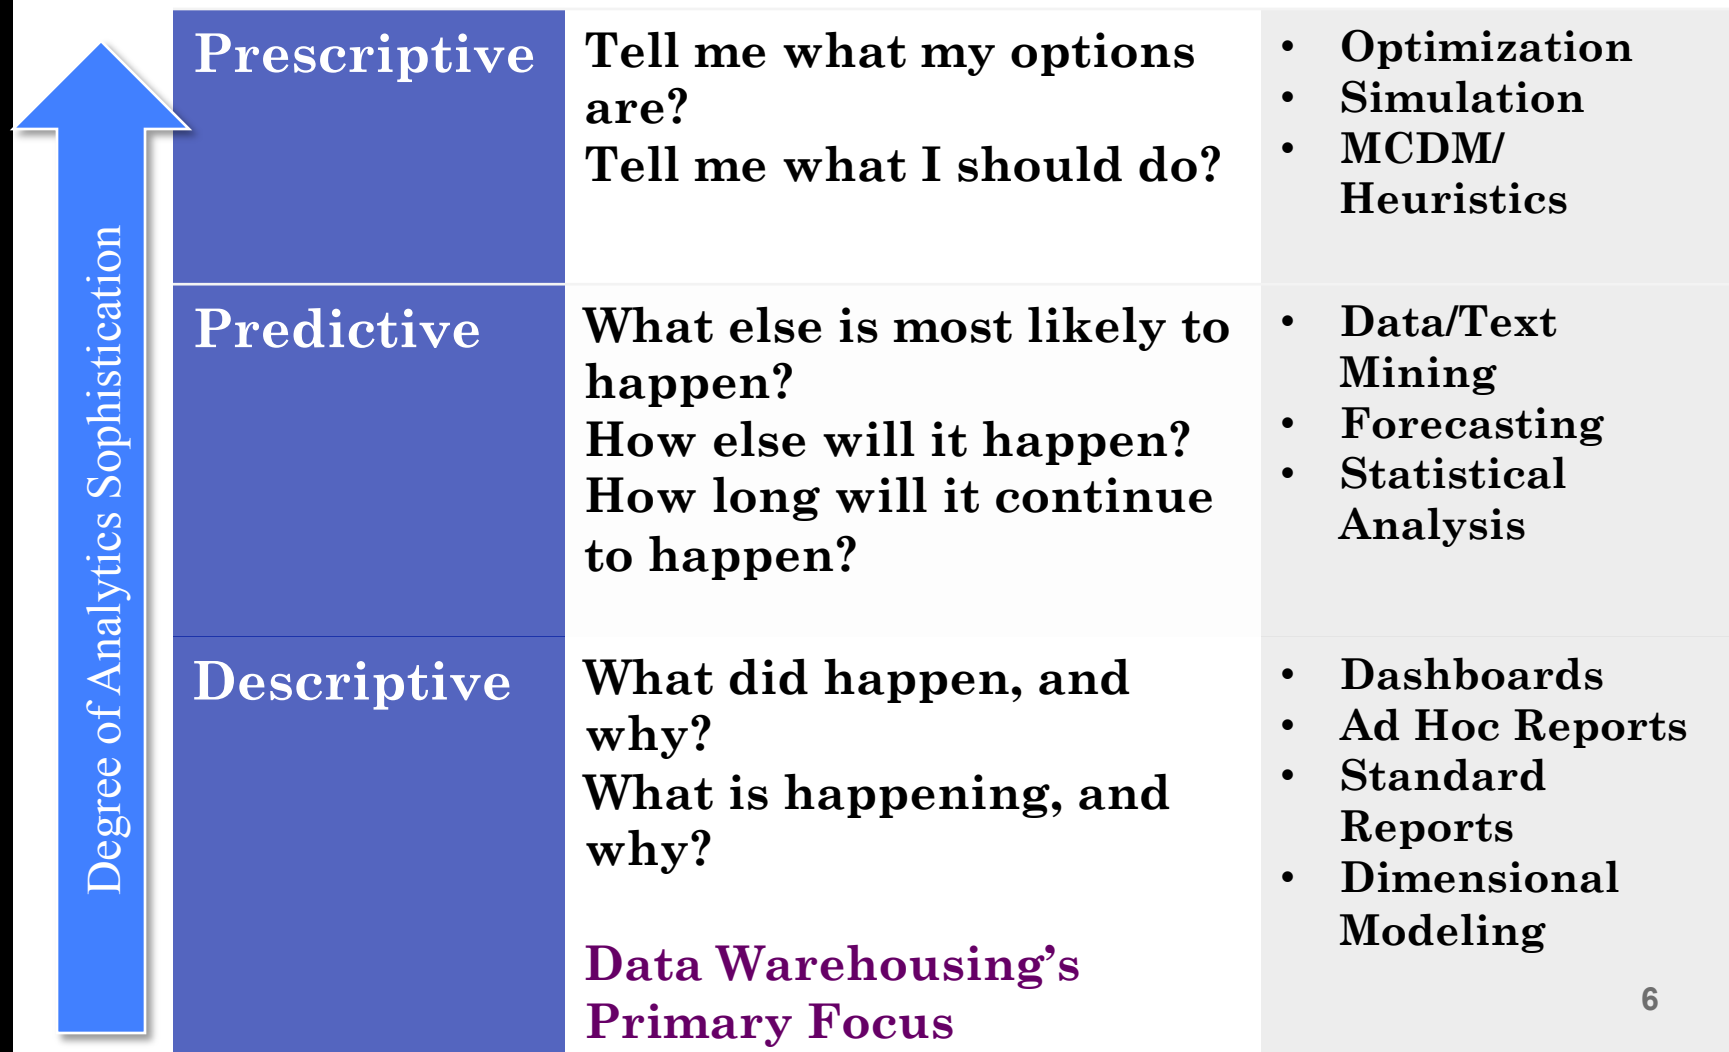 Degree of Analytics Sophistication
Prescriptive
Tell me what my options
are?
Tell me what I should do?
• Optimization
• Simulation
• MCDM/
Heuristics
Predictive
What else is most likely to
happen?
How else will it happen?
How long will it continue
to happen?
• Data/Text
Mining
• Forecasting
• Statistical
Analysis
Descriptive
What did happen, and
why?
What is happening, and
why?
Data Warehousing’s
Primary Focus
• Dashboards
• Ad Hoc Reports
• Standard
Reports
• Dimensional
Modeling
6